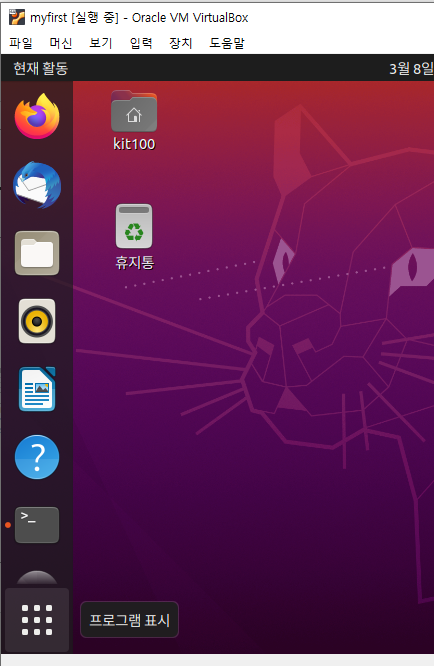 myfirst [실행 중] - Oracle VM VirtualBox
파일 머신 보기 입력 장치 도움말
현재 활동 3월 8일
kit100
휴지통
?
>_
프로그램 표시